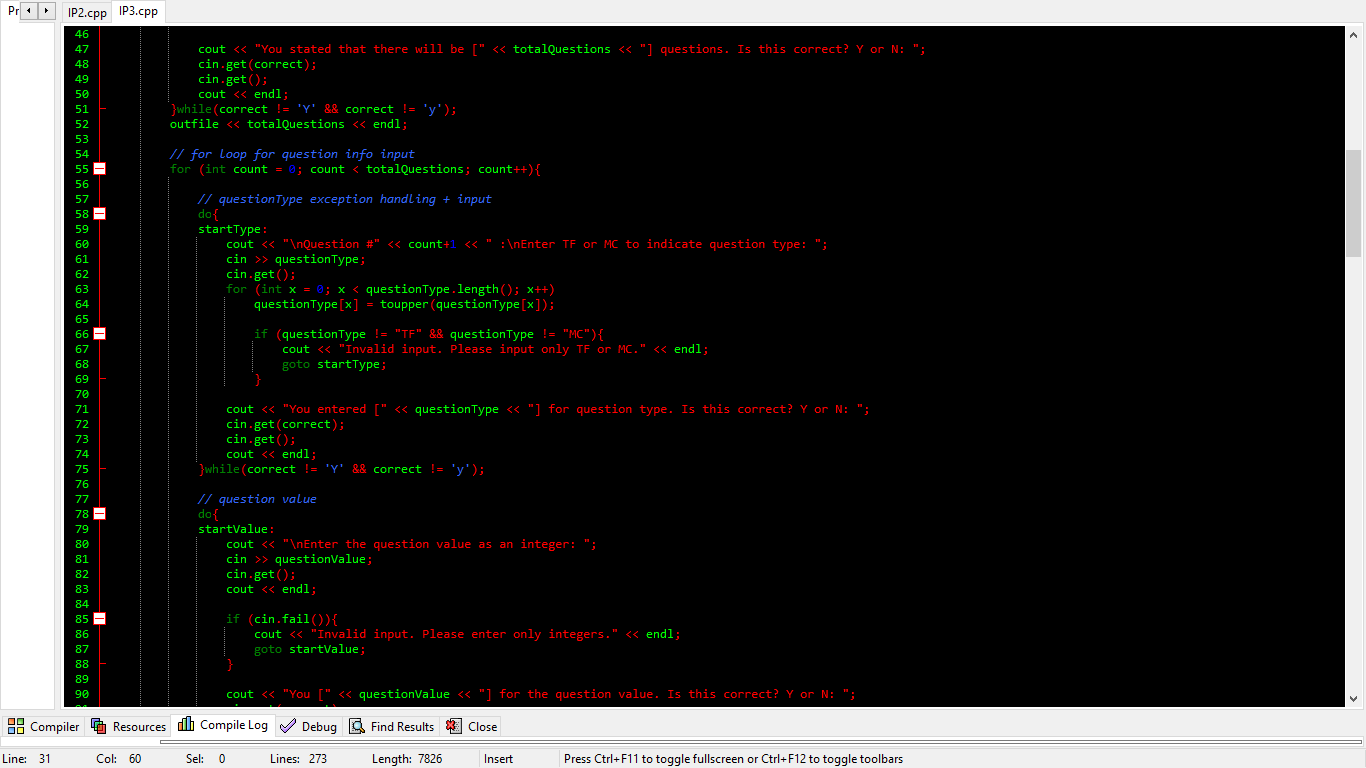 Pr IP2.cpp IP3.cpp
46
47 cout << "You stated that there will be [" << totalQuestions << "] questions. Is this correct? Y or N: ";
48 cin.get(correct);
49 cin.get();
50 cout << endl;
51 }while(correct != 'Y' && correct != 'y');
52 outfile << totalQuestions << endl;
53
54 // for loop for question info input
55 for (int count = 0; count < totalQuestions; count++){
56
57 // questionType exception handling + input
58 do{
59 startType:
60 cout << "\nQuestion #" << count+1 << " :\nEnter TF or MC to indicate question type: ";
61 cin >> questionType;
62 cin.get();
63 for (int x = 0; x < questionType.length(); x++)
64 questionType[x] = toupper(questionType[x]);
65
66 if (questionType != "TF" && questionType != "MC"){
67 cout << "Invalid input. Please input only TF or MC." << endl;
68 goto startType;
69 }
70
71 cout << "You entered [" << questionType << "] for question type. Is this correct? Y or N: ";
72 cin.get(correct);
73 cin.get();
74 cout << endl;
75 }while(correct != 'Y' && correct != 'y');
76
77 // question value
78 do{
79 startValue:
80 cout << "\nEnter the question value as an integer: ";
81 cin >> questionValue;
82 cin.get();
83 cout << endl;
84
85 if (cin.fail()){
86 cout << "Invalid input. Please enter only integers." << endl;
87 goto startValue;
88 }
89
90 cout << "You [" << questionValue << "] for the question value. Is this correct? Y or N: ";
Compiler Resources Compile Log Debug Find Results Close
Line: 31 Col: 60 Sel: 0 Lines: 273 Length: 7826 Insert Press Ctrl+F11 to toggle fullscreen or Ctrl+F12 to toggle toolbars